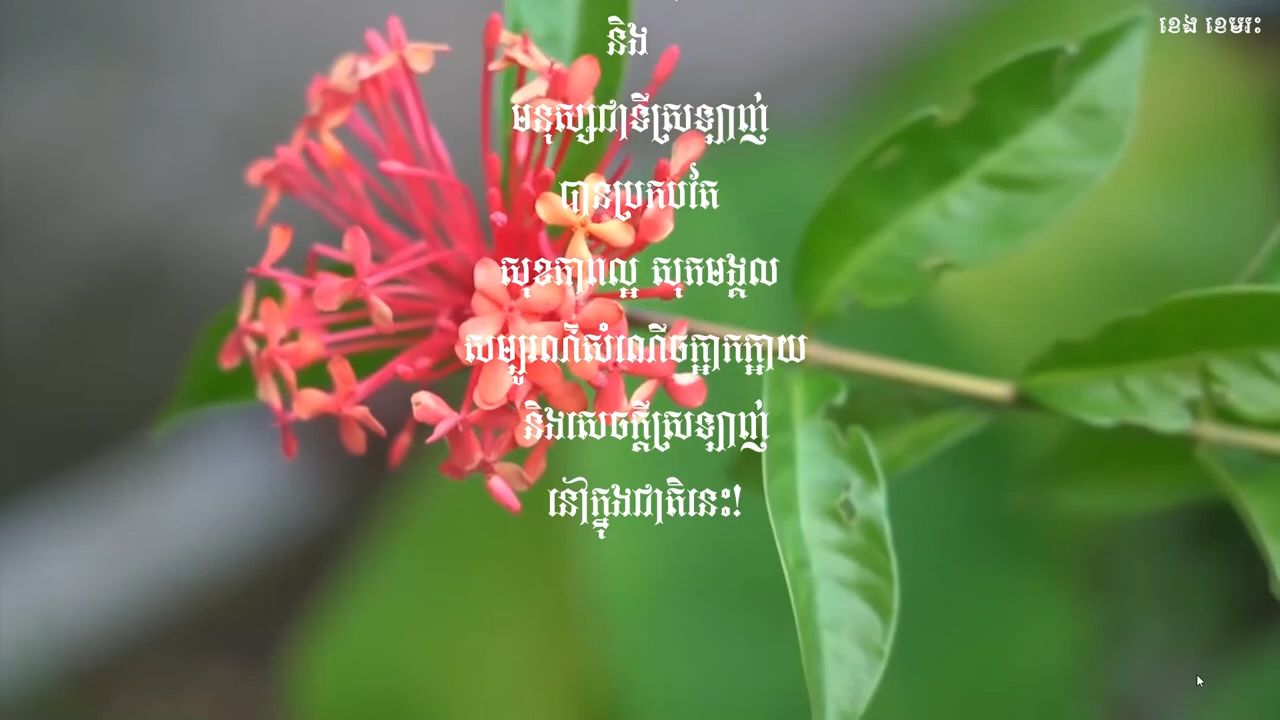 ខេង ខេមរះ
និង
មនុស្សជាទីស្រឡាញ់
បានប្រកបតែ
សុខភាពល្អ សុភមង្គល
សម្បូរណ៌សំណើចក្អាកក្អាយ
និងសេចក្ដីស្រឡាញ់
នៅក្នុងជាតិនេះ!